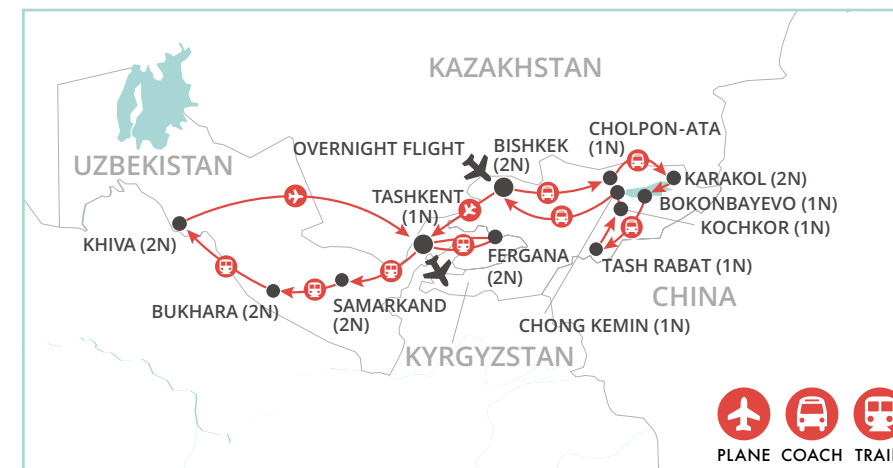 KAZAKHSTAN
CHOLPON-ATA
(1N)
OVERNIGHT FLIGHT
BISHKEK
(2N)
UZBEKISTAN
KARAKOL (2N)
TASHKENT
(1N)
BOKONBAYEVO (1N)
KOCHKOR (1N)
KHIVA (2N)
FERGANA
(2N)
TASH RABAT (1N)
CHINA
BUKHARA (2N)
SAMARKAND
(2N)
CHONG KEMIN (1N)
KYRGYZSTAN
PLANE COACH TRAI